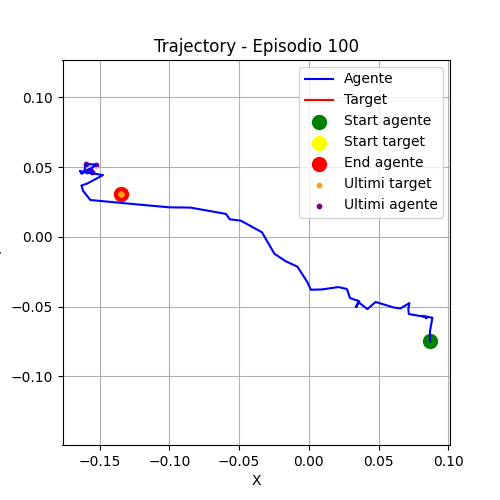 Trajectory - Episodio 100
Agente
Target
Start agente
Start target
End agente
Ultimi target
Ultimi agente
0.10
0.05
0.00
−0.05
−0.10
−0.15
−0.10
−0.05
0.00
0.05
0.10
X